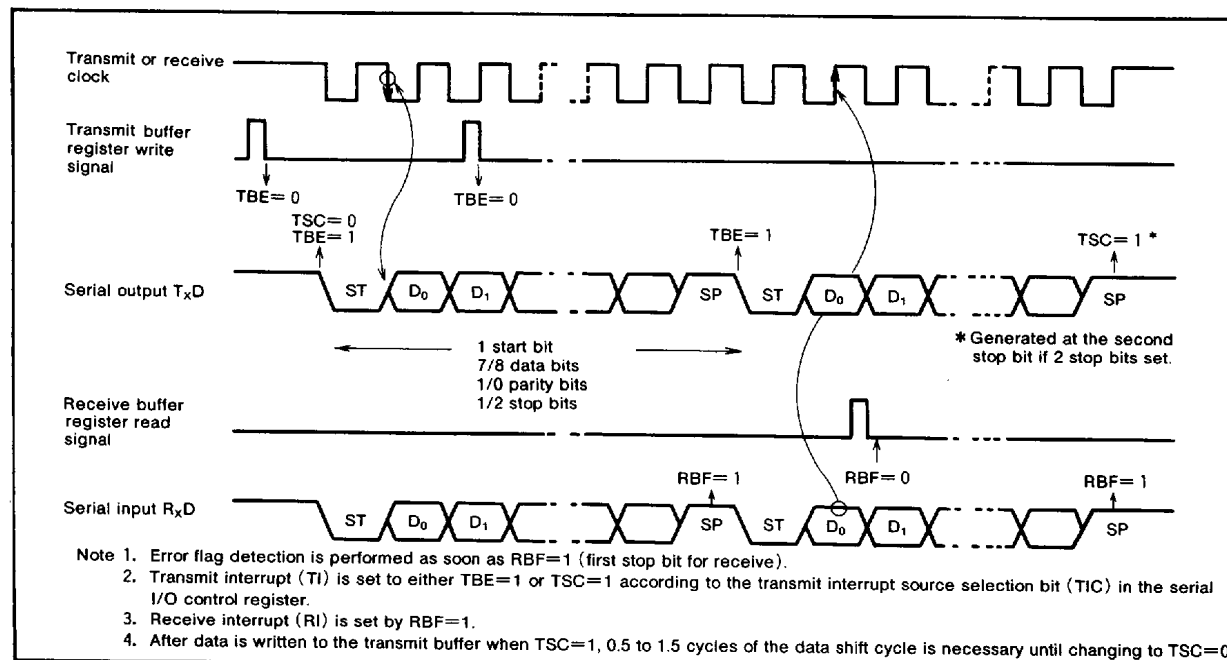 Transmit or receive
clock
Transmit buffer
register write
signal
TBE=0
TBE=0
TSC=0
TBE=1
TBE=1
TSC=1 *
Serial output TxD
ST
D0
D1
SP
ST
D0
D1
SP
1 start bit
7/8 data bits
1/0 parity bits
1/2 stop bits
* Generated at the second
stop bit if 2 stop bits set.
Receive buffer
register read
signal
RBF=0
RBF=1
RBF=1
Serial input RxD
ST
D0
D1
SP
ST
D0
D1
SP
Note 1. Error flag detection is performed as soon as RBF=1 (first stop bit for receive).
2. Transmit interrupt (TI) is set to either TBE=1 or TSC=1 according to the transmit interrupt source selection bit (TIC) in the serial
I/O control register.
3. Receive interrupt (RI) is set by RBF=1.
4. After data is written to the transmit buffer when TSC=1, 0.5 to 1.5 cycles of the data shift cycle is necessary until changing to TSC=0